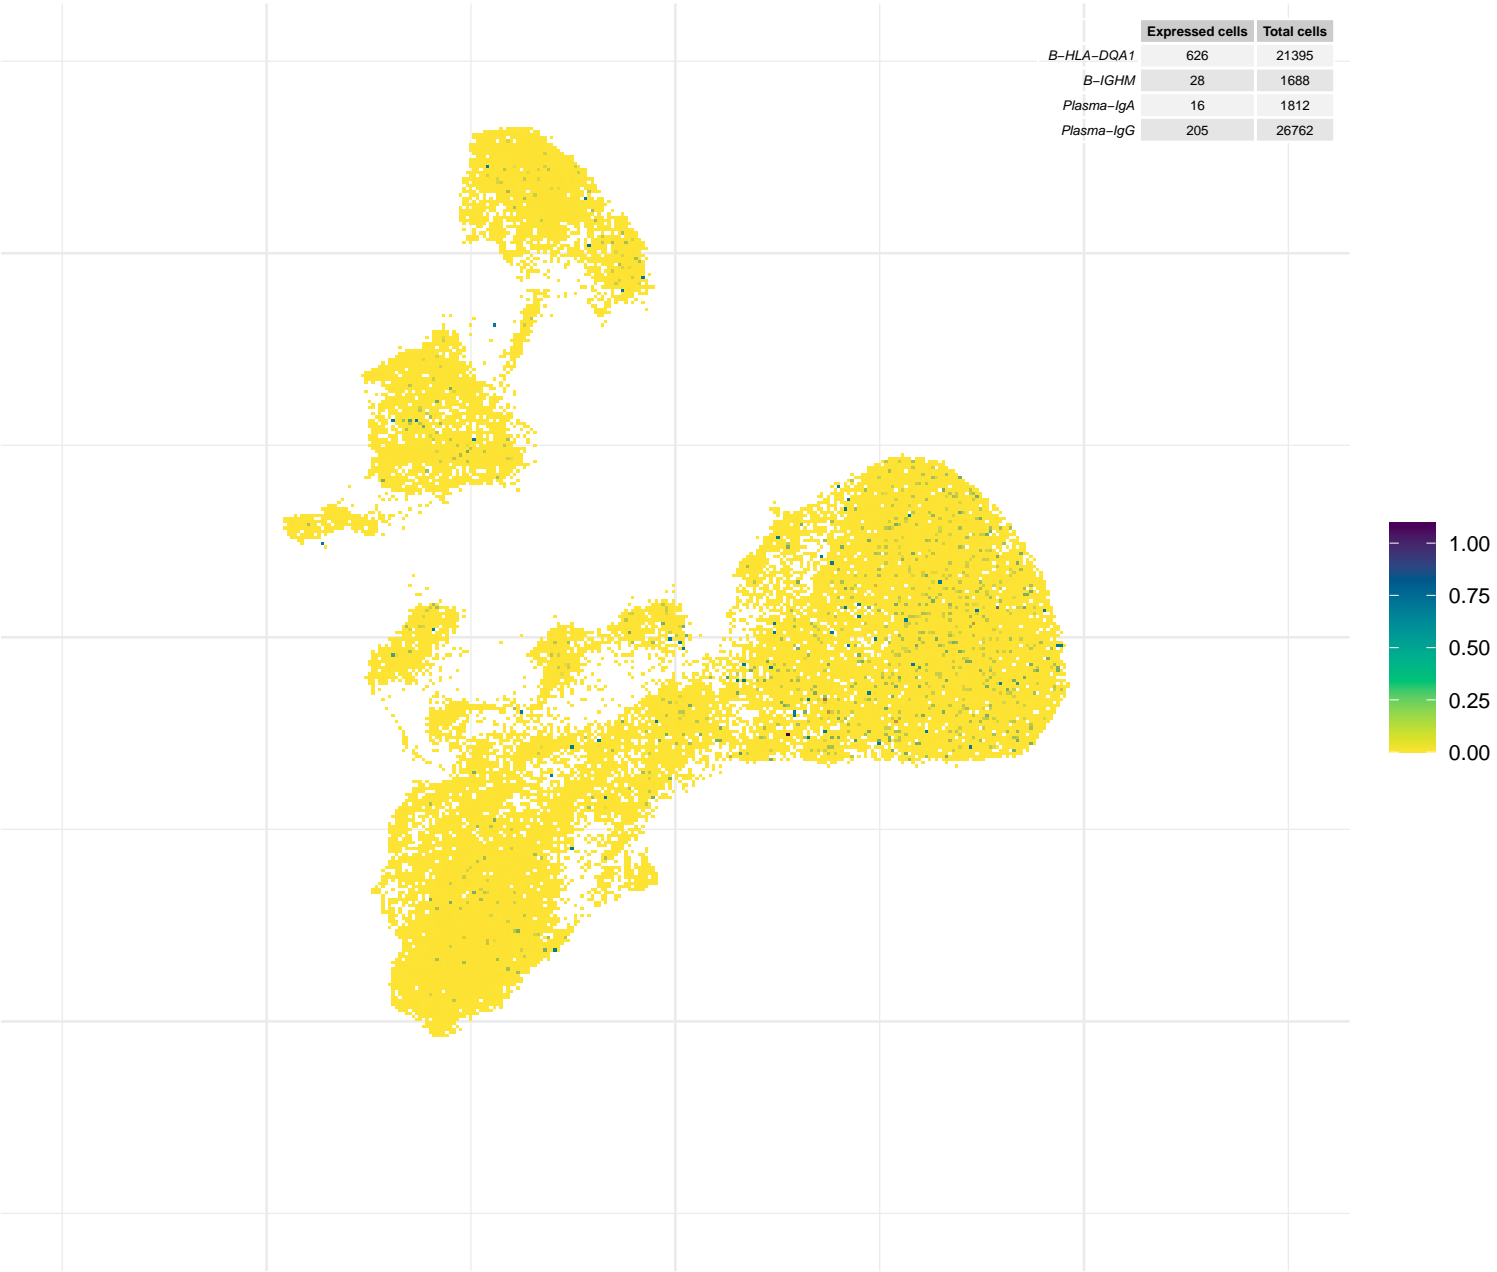 Expressed cells Total cells
B−HLA−DQA1 626 21395
B−IGHM 28 1688
Plasma−IgA 16 1812
Plasma−IgG 205 26762
1.00
0.75
0.50
0.25
0.00